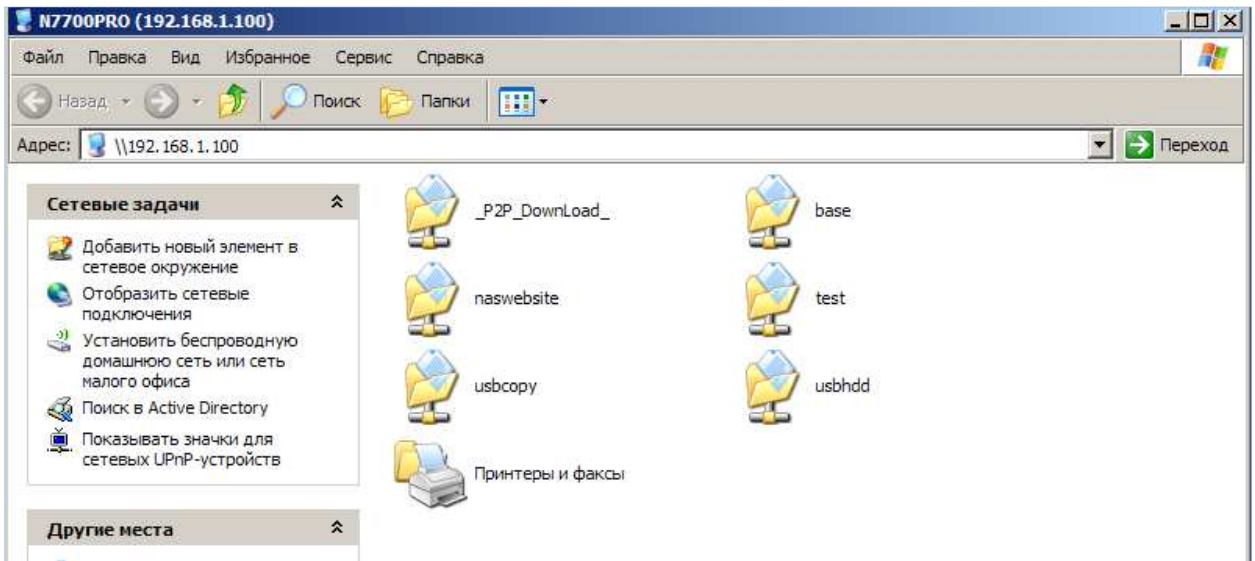 N7700PRO (192.168.1.100)
Файл Правка Вид Избранное Сервис Справка
Назад Поиск Папки
Адрес: \\192.168.1.100 Переход
Сетевые задачи
Добавить новый элемент в
сетевое окружение
Отобразить сетевые
подключения
Установить беспроводную
домашнюю сеть или сеть
малого офиса
Поиск в Active Directory
Показывать значки для
сетевых UPnP-устройств
Другие места
_P2P_DownLoad_ base
naswebsite test
usbcopy usbhdd
Принтеры и факсы